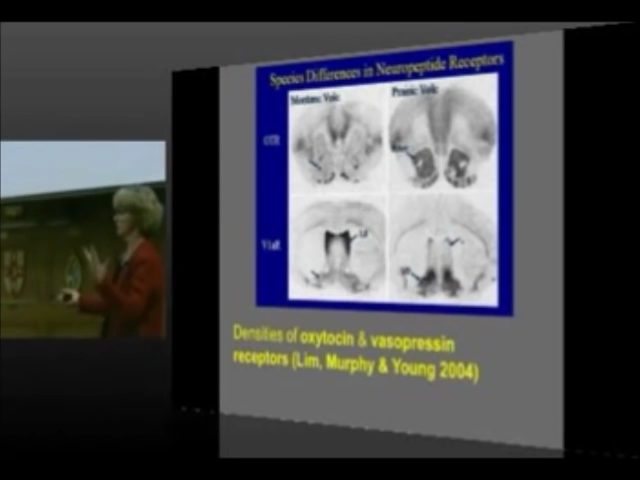 Species Differences in Neuropeptide Receptors
Montane Vole
Prairie Vole
OTR
V1aR
Densities of oxytocin & vasopressin
receptors (Lim, Murphy & Young 2004)